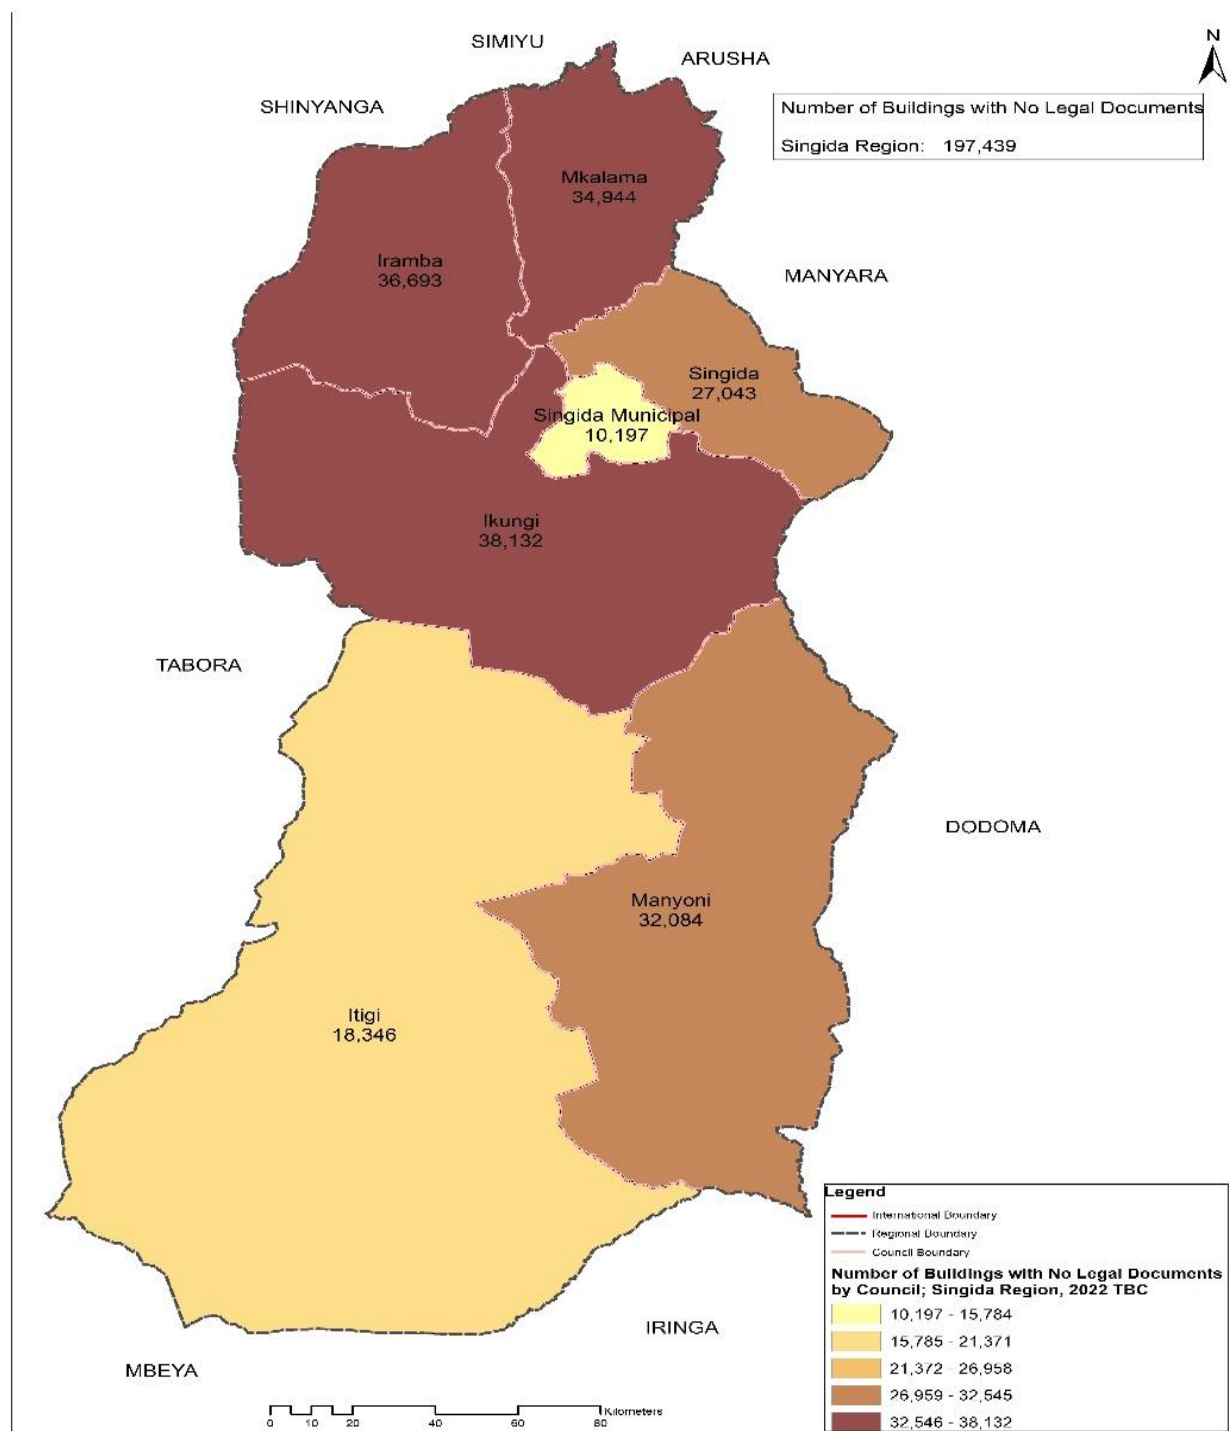 SIMIYU
N
ARUSHA
SHINYANGA
Number of Buildings with No Legal Documents
Singida Region: 197,439
Mkalama
34,944
Iramba
36,693
MANYARA
Singida
27,043
Singida Municipal
10,197
Ikungi
38,132
TABORA
DODOMA
Manyoni
32,084
Itigi
18,346
Legend
International Boundary
Regional Boundary
Council Boundary
Number of Buildings with No Legal Documents
by Council; Singida Region, 2022 TBC
10,197 - 15,784
15,785 - 21,371
21,372 - 26,958
26,959 - 32,545
32,546 - 38,132
IRINGA
MBEYA
Kilometers
0 10 20 40 60 80